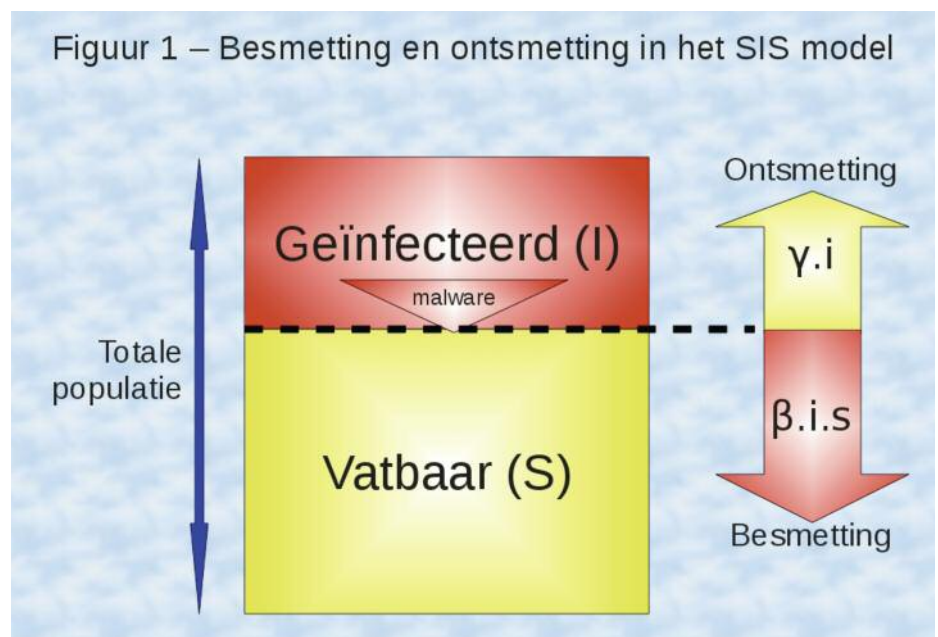 Figuur 1 – Besmetting en ontsmetting in het SIS model
Ontsmetting
Geïnfecteerd (I)
γ.i
malware
Totale
populatie
β.i.s
Vatbaar (S)
Besmetting